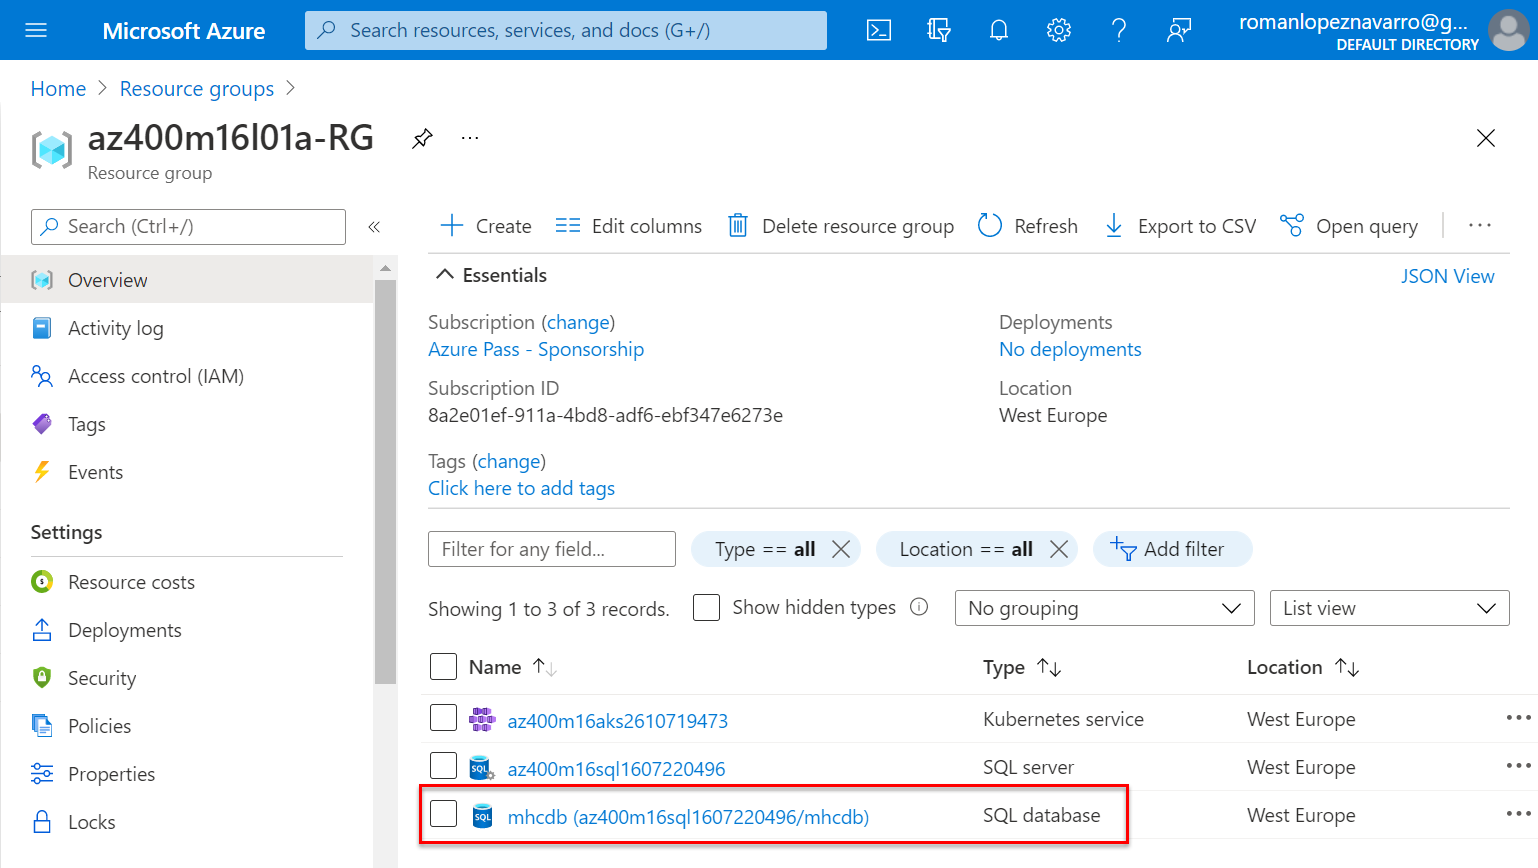 Microsoft Azure
Search resources, services, and docs (G+/)
romanlopeznavarro@g...
DEFAULT DIRECTORY
Home > Resource groups >
az400m16l01a-RG
...
Resource group
Search (Ctrl+/)
«
Overview
Activity log
Access control (IAM)
Tags
Events
Settings
Resource costs
Deployments
Security
Policies
Properties
Locks
Create
Edit columns
Delete resource group
Refresh
Export to CSV
Open query
...
Essentials
JSON View
Subscription (change)
Azure Pass - Sponsorship
Subscription ID
8a2e01ef-911a-4bd8-adf6-ebf347e6273e
Deployments
No deployments
Location
West Europe
Tags (change)
Click here to add tags
Filter for any field...
Type == all
Location == all
Add filter
Showing 1 to 3 of 3 records.
Show hidden types
No grouping
List view
Name Type Location
az400m16aks2610719473 Kubernetes service West Europe ...
SQL az400m16sql1607220496 SQL server West Europe ...
SQL mhcdb (az400m16sql1607220496/mhcdb) SQL database West Europe ...